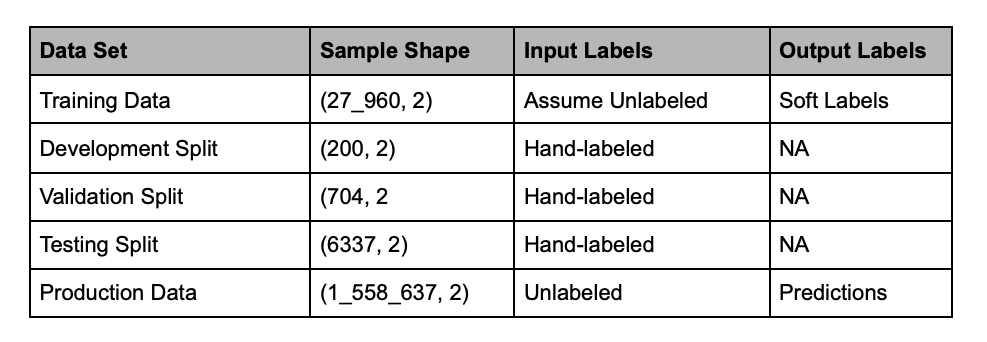 Data Set Sample Shape Input Labels Output Labels
Training Data (27_960, 2) Assume Unlabeled Soft Labels
Development Split (200, 2) Hand-labeled NA
Validation Split (704, 2 Hand-labeled NA
Testing Split (6337, 2) Hand-labeled NA
Production Data (1_558_637, 2) Unlabeled Predictions